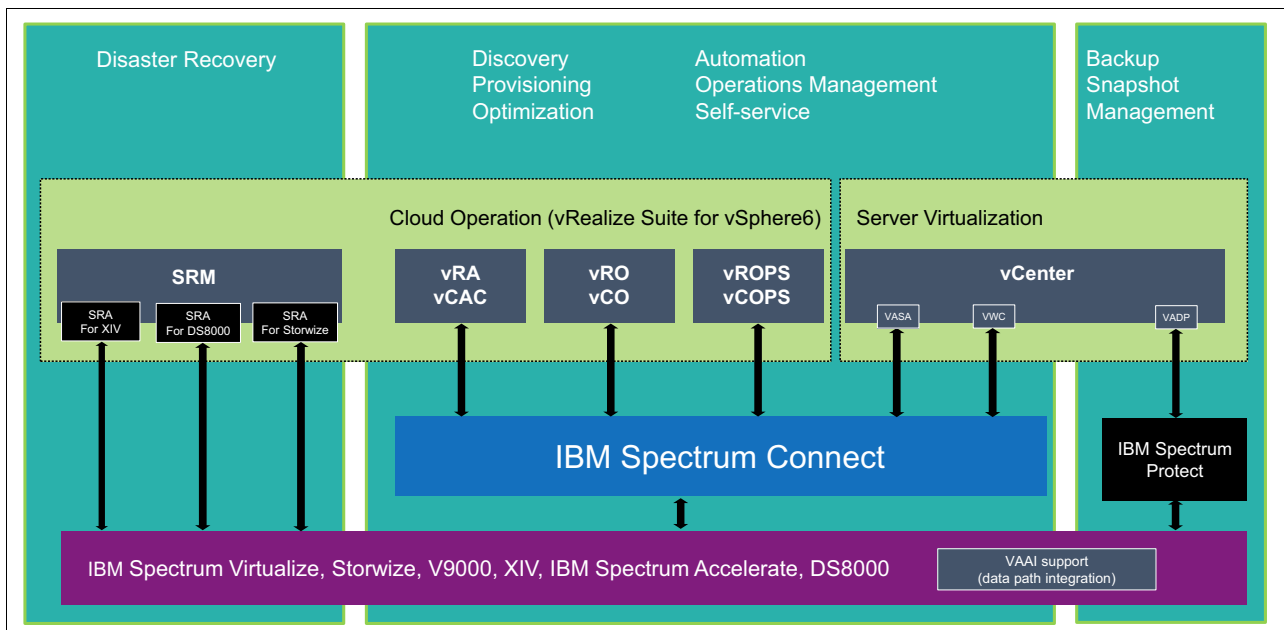 Disaster Recovery
Discovery
Provisioning
Optimization
Automation
Operations Management
Self-service
Backup
Snapshot
Management
Cloud Operation (vRealize Suite for vSphere6)
Server Virtualization
SRM
SRA
For XIV
SRA
For DS8000
SRA
For Storwize
vRA
vCAC
vRO
vCO
vROPS
vCOPS
vCenter
VASA
VWC
VADP
IBM Spectrum Connect
IBM Spectrum
Protect
IBM Spectrum Virtualize, Storwize, V9000, XIV, IBM Spectrum Accelerate, DS8000
VAAI support
(data path integration)